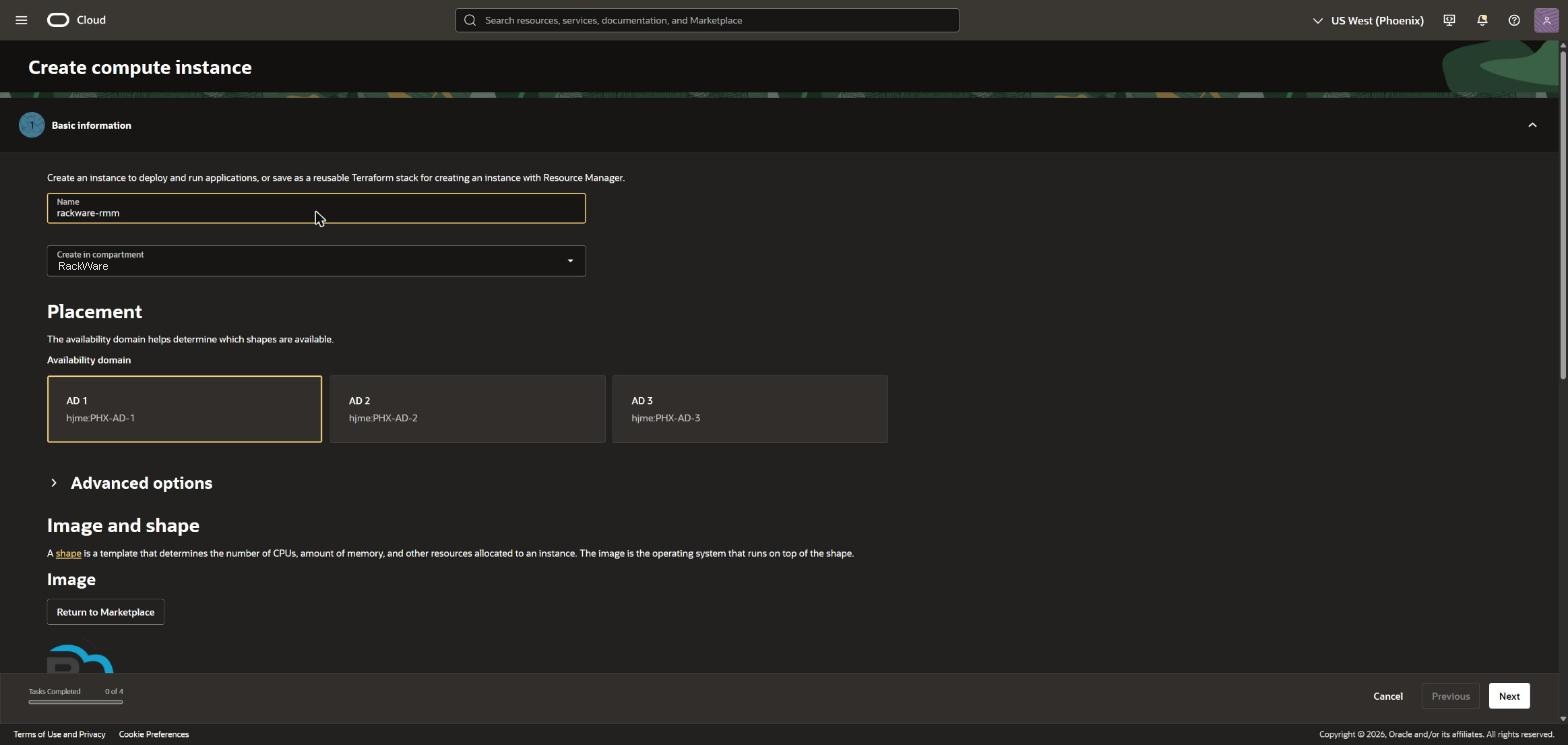 Cloud
Search resources, services, documentation, and Marketplace
US West (Phoenix)
Create compute instance
1
Basic information
Create an instance to deploy and run applications, or save as a reusable Terraform stack for creating an instance with Resource Manager.
Name
rackware-rmm
Create in compartment
RackWare
Placement
The availability domain helps determine which shapes are available.
Availability domain
AD 1
hjme:PHX-AD-1
AD 2
hjme:PHX-AD-2
AD 3
hjme:PHX-AD-3
Advanced options
Image and shape
A shape is a template that determines the number of CPUs, amount of memory, and other resources allocated to an instance. The image is the operating system that runs on top of the shape.
Image
Return to Marketplace
Tasks Completed 0 of 4
Cancel
Previous
Next
Terms of Use and Privacy
Cookie Preferences
Copyright © 2026, Oracle and/or its affiliates. All rights reserved.